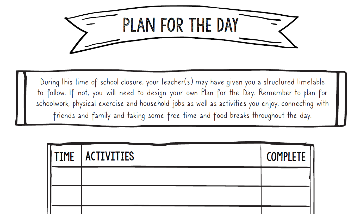 PLAN FOR THE DAY
During this time of school closure, your teacher(s) may have given you a structured timetable
to follow. If not, you will need to design your own Plan for the Day. Remember to plan for
schoolwork, physical exercise and household jobs as well as activities you enjoy, connecting with
friends and family and taking some free time and food breaks throughout the day.
TIME ACTIVITIES COMPLETE